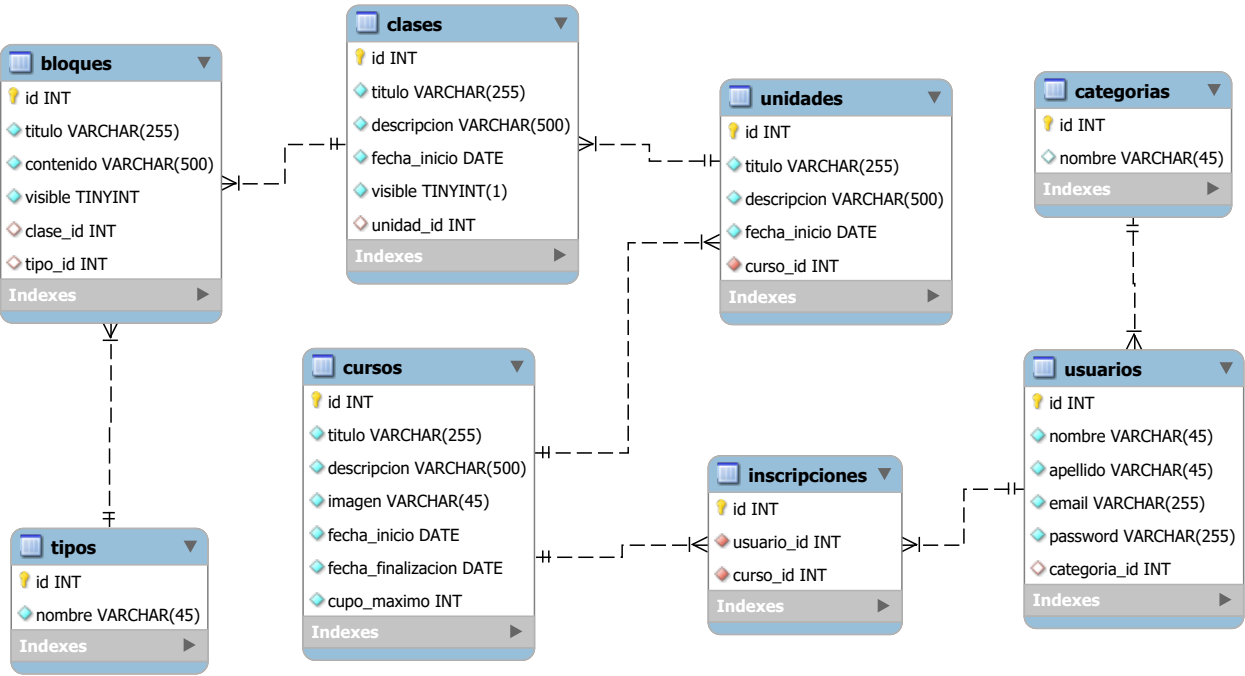 bloques
id INT
titulo VARCHAR(255)
contenido VARCHAR(500)
visible TINYINT
clase_id INT
tipo_id INT
Indexes
clases
id INT
titulo VARCHAR(255)
descripcion VARCHAR(500)
fecha_inicio DATE
visible TINYINT(1)
unidad_id INT
Indexes
unidades
id INT
titulo VARCHAR(255)
descripcion VARCHAR(500)
fecha_inicio DATE
curso_id INT
Indexes
categorias
id INT
nombre VARCHAR(45)
Indexes
tipos
id INT
nombre VARCHAR(45)
Indexes
cursos
id INT
titulo VARCHAR(255)
descripcion VARCHAR(500)
imagen VARCHAR(45)
fecha_inicio DATE
fecha_finalizacion DATE
cupo_maximo INT
Indexes
inscripciones
id INT
usuario_id INT
curso_id INT
Indexes
usuarios
id INT
nombre VARCHAR(45)
apellido VARCHAR(45)
email VARCHAR(255)
password VARCHAR(255)
categoria_id INT
Indexes